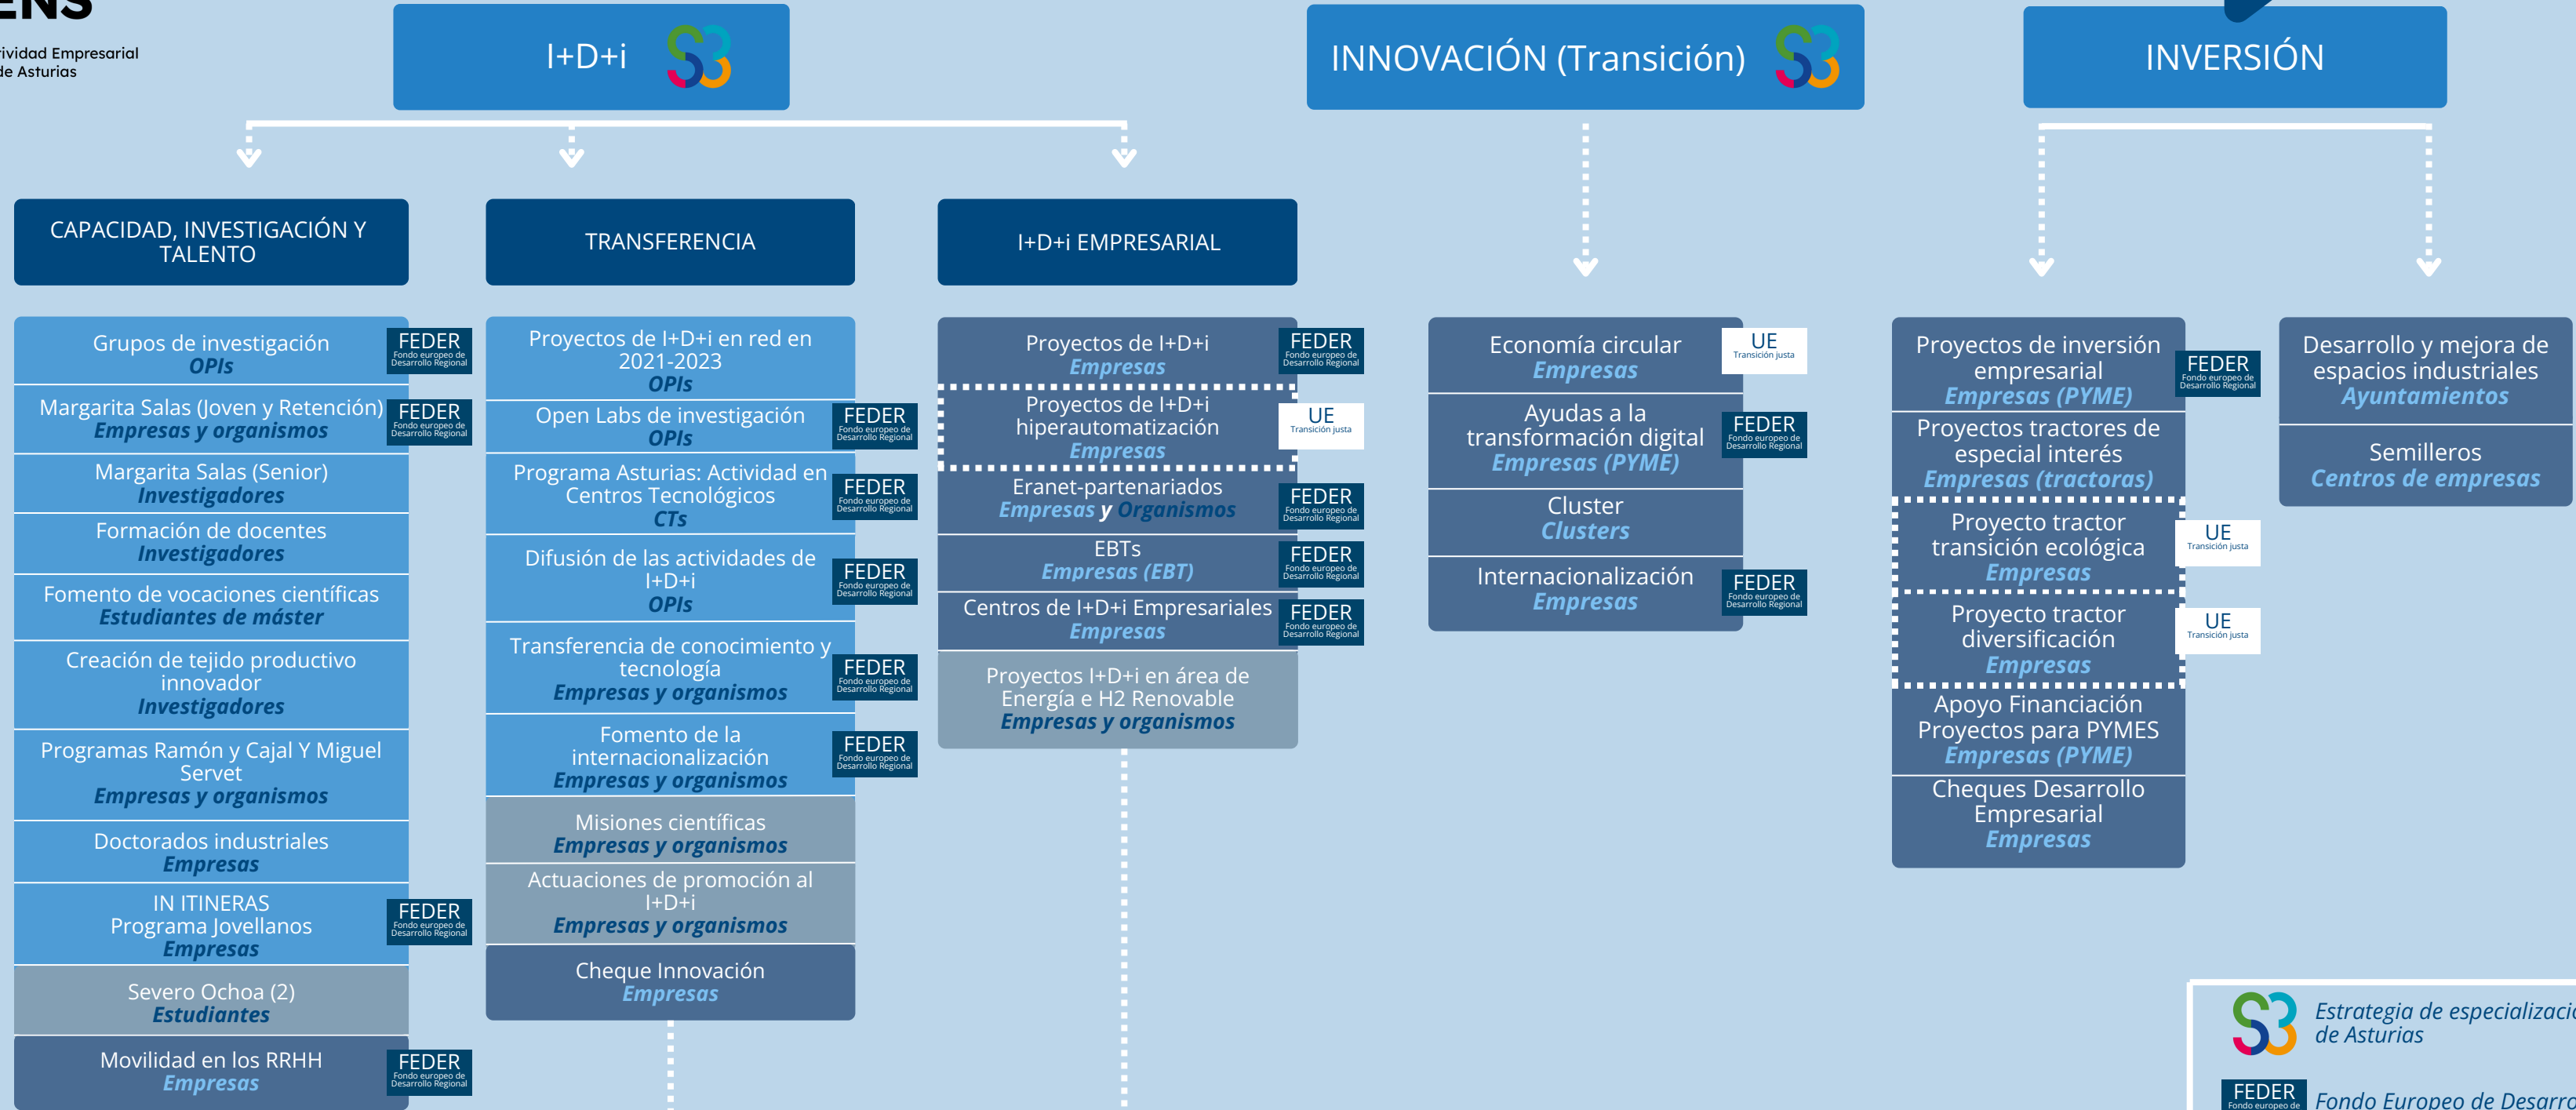 ENS
ividad Empresarial
de Asturias
I+D+i
S3
INNOVACIÓN (Transición)
S3
INVERSIÓN
CAPACIDAD, INVESTIGACIÓN Y
TALENTO
Grupos de investigación
OPIs
FEDER
Fondo europeo de
Desarrollo Regional
Margarita Salas (Joven y Retención)
Empresas y organismos
FEDER
Fondo europeo de
Desarrollo Regional
Margarita Salas (Senior)
Investigadores
Formación de docentes
Investigadores
Fomento de vocaciones científicas
Estudiantes de máster
Creación de tejido productivo
innovador
Investigadores
Programas Ramón y Cajal Y Miguel
Servet
Empresas y organismos
Doctorados industriales
Empresas
IN ITINERAS
Programa Jovellanos
Empresas
FEDER
Fondo europeo de
Desarrollo Regional
Severo Ochoa (2)
Estudiantes
Movilidad en los RRHH
Empresas
FEDER
Fondo europeo de
Desarrollo Regional
TRANSFERENCIA
Proyectos de I+D+i en red en
2021-2023
OPIs
Open Labs de investigación
OPIs
FEDER
Fondo europeo de
Desarrollo Regional
Programa Asturias: Actividad en
Centros Tecnológicos
CTs
FEDER
Fondo europeo de
Desarrollo Regional
Difusión de las actividades de
I+D+i
OPIs
FEDER
Fondo europeo de
Desarrollo Regional
Transferencia de conocimiento y
tecnología
Empresas y organismos
FEDER
Fondo europeo de
Desarrollo Regional
Fomento de la
internacionalización
Empresas y organismos
FEDER
Fondo europeo de
Desarrollo Regional
Misiones científicas
Empresas y organismos
Actuaciones de promoción al
I+D+i
Empresas y organismos
Cheque Innovación
Empresas
I+D+i EMPRESARIAL
Proyectos de I+D+i
Empresas
FEDER
Fondo europeo de
Desarrollo Regional
Proyectos de I+D+i
hiperautomatización
Empresas
UE
Transición justa
Eranet-partenariados
Empresas y Organismos
FEDER
Fondo europeo de
Desarrollo Regional
EBTs
Empresas (EBT)
FEDER
Fondo europeo de
Desarrollo Regional
Centros de I+D+i Empresariales
Empresas
FEDER
Fondo europeo de
Desarrollo Regional
Proyectos I+D+i en área de
Energía e H2 Renovable
Empresas y organismos
Economía circular
Empresas
UE
Transición justa
Ayudas a la
transformación digital
Empresas (PYME)
FEDER
Fondo europeo de
Desarrollo Regional
Cluster
Clusters
Internacionalización
Empresas
FEDER
Fondo europeo de
Desarrollo Regional
Proyectos de inversión
empresarial
Empresas (PYME)
FEDER
Fondo europeo de
Desarrollo Regional
Proyectos tractores de
especial interés
Empresas (tractoras)
Proyecto tractor
transición ecológica
Empresas
UE
Transición justa
Proyecto tractor
diversificación
Empresas
UE
Transición justa
Apoyo Financiación
Proyectos para PYMES
Empresas (PYME)
Cheques Desarrollo
Empresarial
Empresas
Desarrollo y mejora de
espacios industriales
Ayuntamientos
Semilleros
Centros de empresas
S3
Estrategia de especializació
de Asturias
FEDER
Fondo europeo de
Fondo Europeo de Desarro